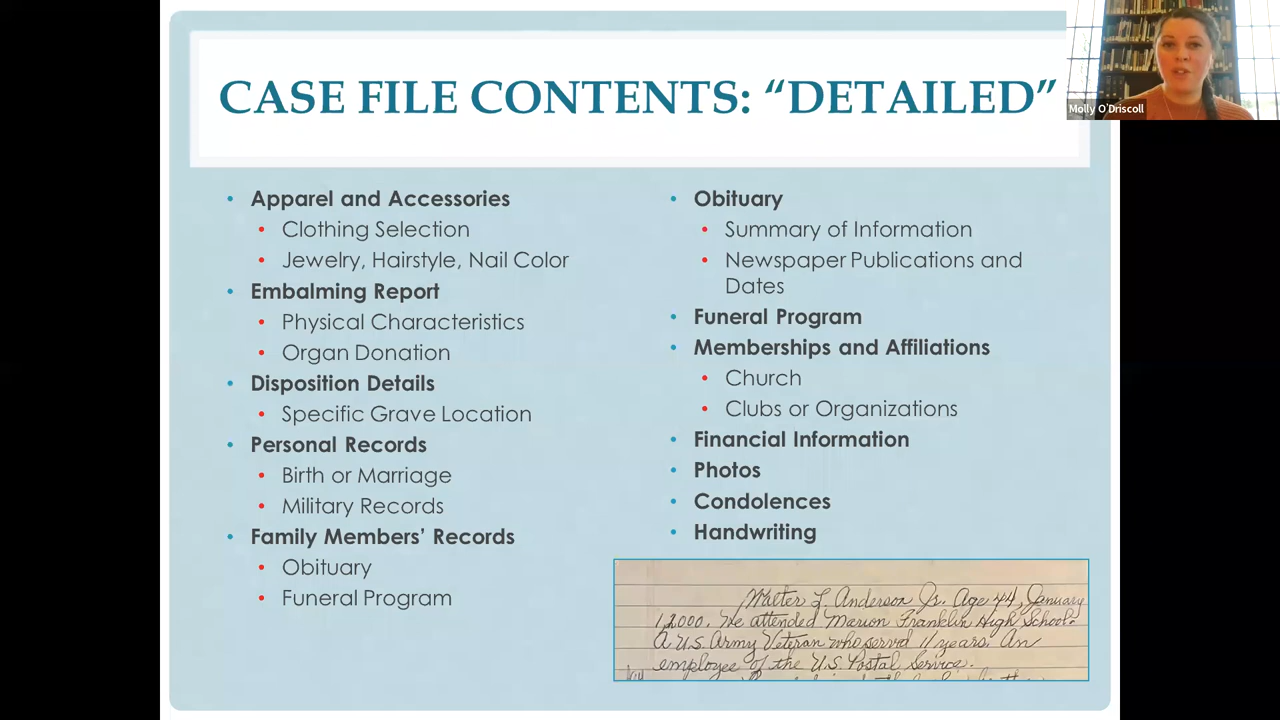 CASE FILE CONTENTS: “DETAILED”
Molly O'Driscoll
• Apparel and Accessories
• Clothing Selection
• Jewelry, Hairstyle, Nail Color
• Embalming Report
• Physical Characteristics
• Organ Donation
• Disposition Details
• Specific Grave Location
• Personal Records
• Birth or Marriage
• Military Records
• Family Members’ Records
• Obituary
• Funeral Program
• Obituary
• Summary of Information
• Newspaper Publications and
Dates
• Funeral Program
• Memberships and Affiliations
• Church
• Clubs or Organizations
• Financial Information
• Photos
• Condolences
• Handwriting
Walter L. Anderson Jr. Age 44, January
1, 2000. He attended Marion Franklin High School.
A U.S. Army Veteran who served 11 years. An
employee of the U.S. Postal Service.